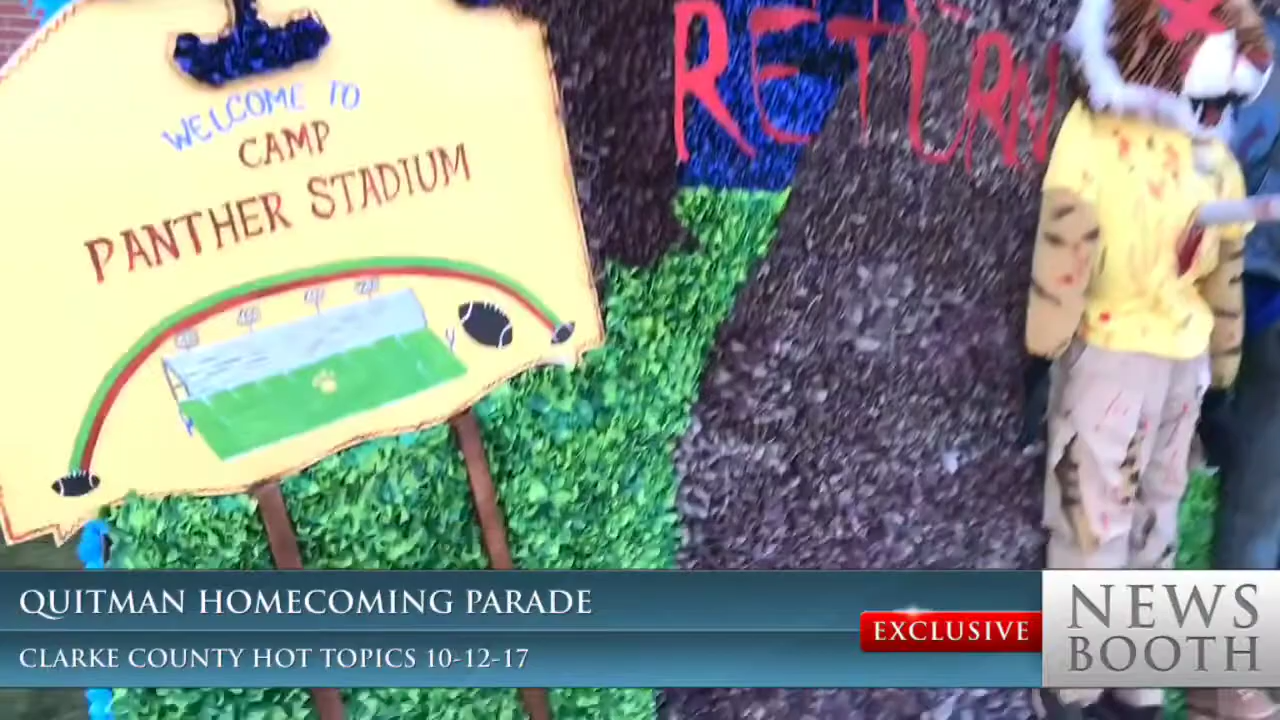 WELCOME TO
CAMP
PANTHER STADIUM
RETURN
QUITMAN HOMECOMING PARADE
CLARKE COUNTY HOT TOPICS 10-12-17
EXCLUSIVE
NEWS
BOOTH